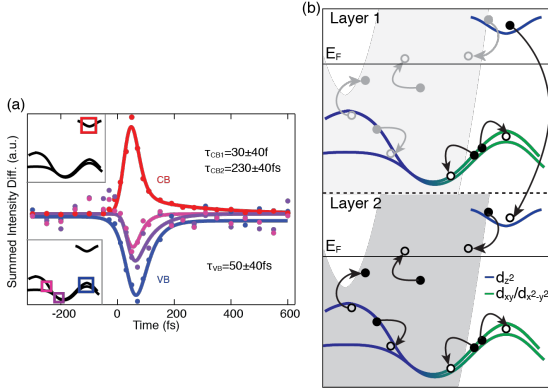 (a)
Summed Intensity Diff. (a.u.)
CB
τCB1=30±40f
τCB2=230±40fs
VB
τVB=50±40fs
-200 0 200 400 600
Time (fs)
(b)
Layer 1
EF
Layer 2
EF
dz²
dxy/dx²-y²